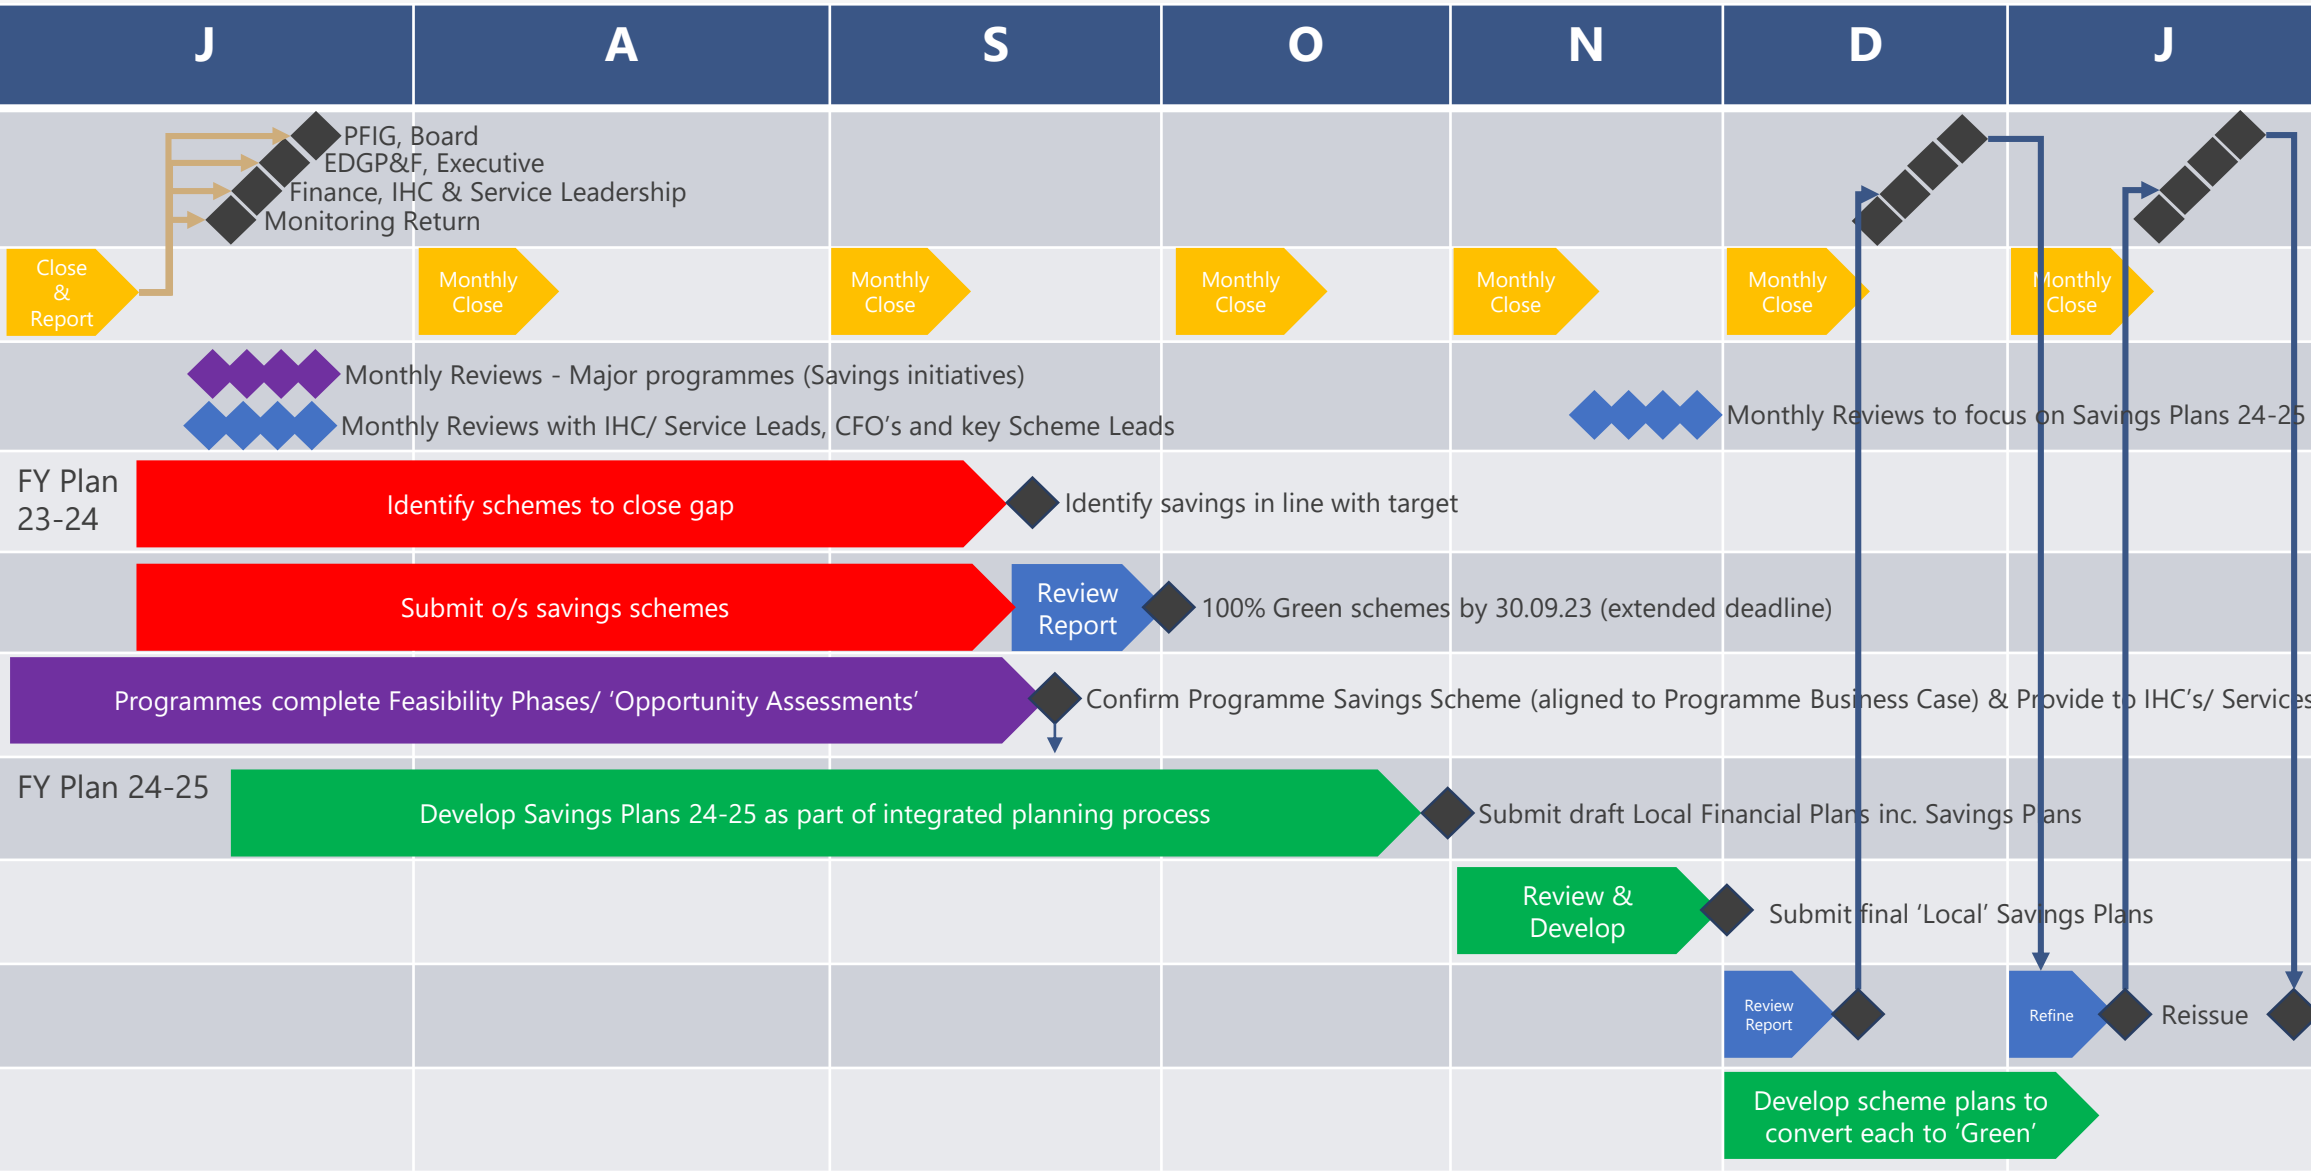 J A S O N D J
PFIG, Board
EDGP&F, Executive
Finance, IHC & Service Leadership
Monitoring Return
Close
&
Report
Monthly
Close
Monthly
Close
Monthly
Close
Monthly
Close
Monthly
Close
Monthly
Close
Monthly Reviews - Major programmes (Savings initiatives)
Monthly Reviews with IHC/ Service Leads, CFO's and key Scheme Leads
Monthly Reviews to focus on Savings Plans 24-25
FY Plan
23-24
Identify schemes to close gap
Identify savings in line with target
Submit o/s savings schemes
Review
Report
100% Green schemes by 30.09.23 (extended deadline)
Programmes complete Feasibility Phases/ ‘Opportunity Assessments’
Confirm Programme Savings Scheme (aligned to Programme Business Case) & Provide to IHC's/ Services
FY Plan 24-25
Develop Savings Plans 24-25 as part of integrated planning process
Submit draft Local Financial Plans inc. Savings Plans
Review &
Develop
Submit final ‘Local’ Savings Plans
Review
Report
Refine
Reissue
Develop scheme plans to
convert each to ‘Green’